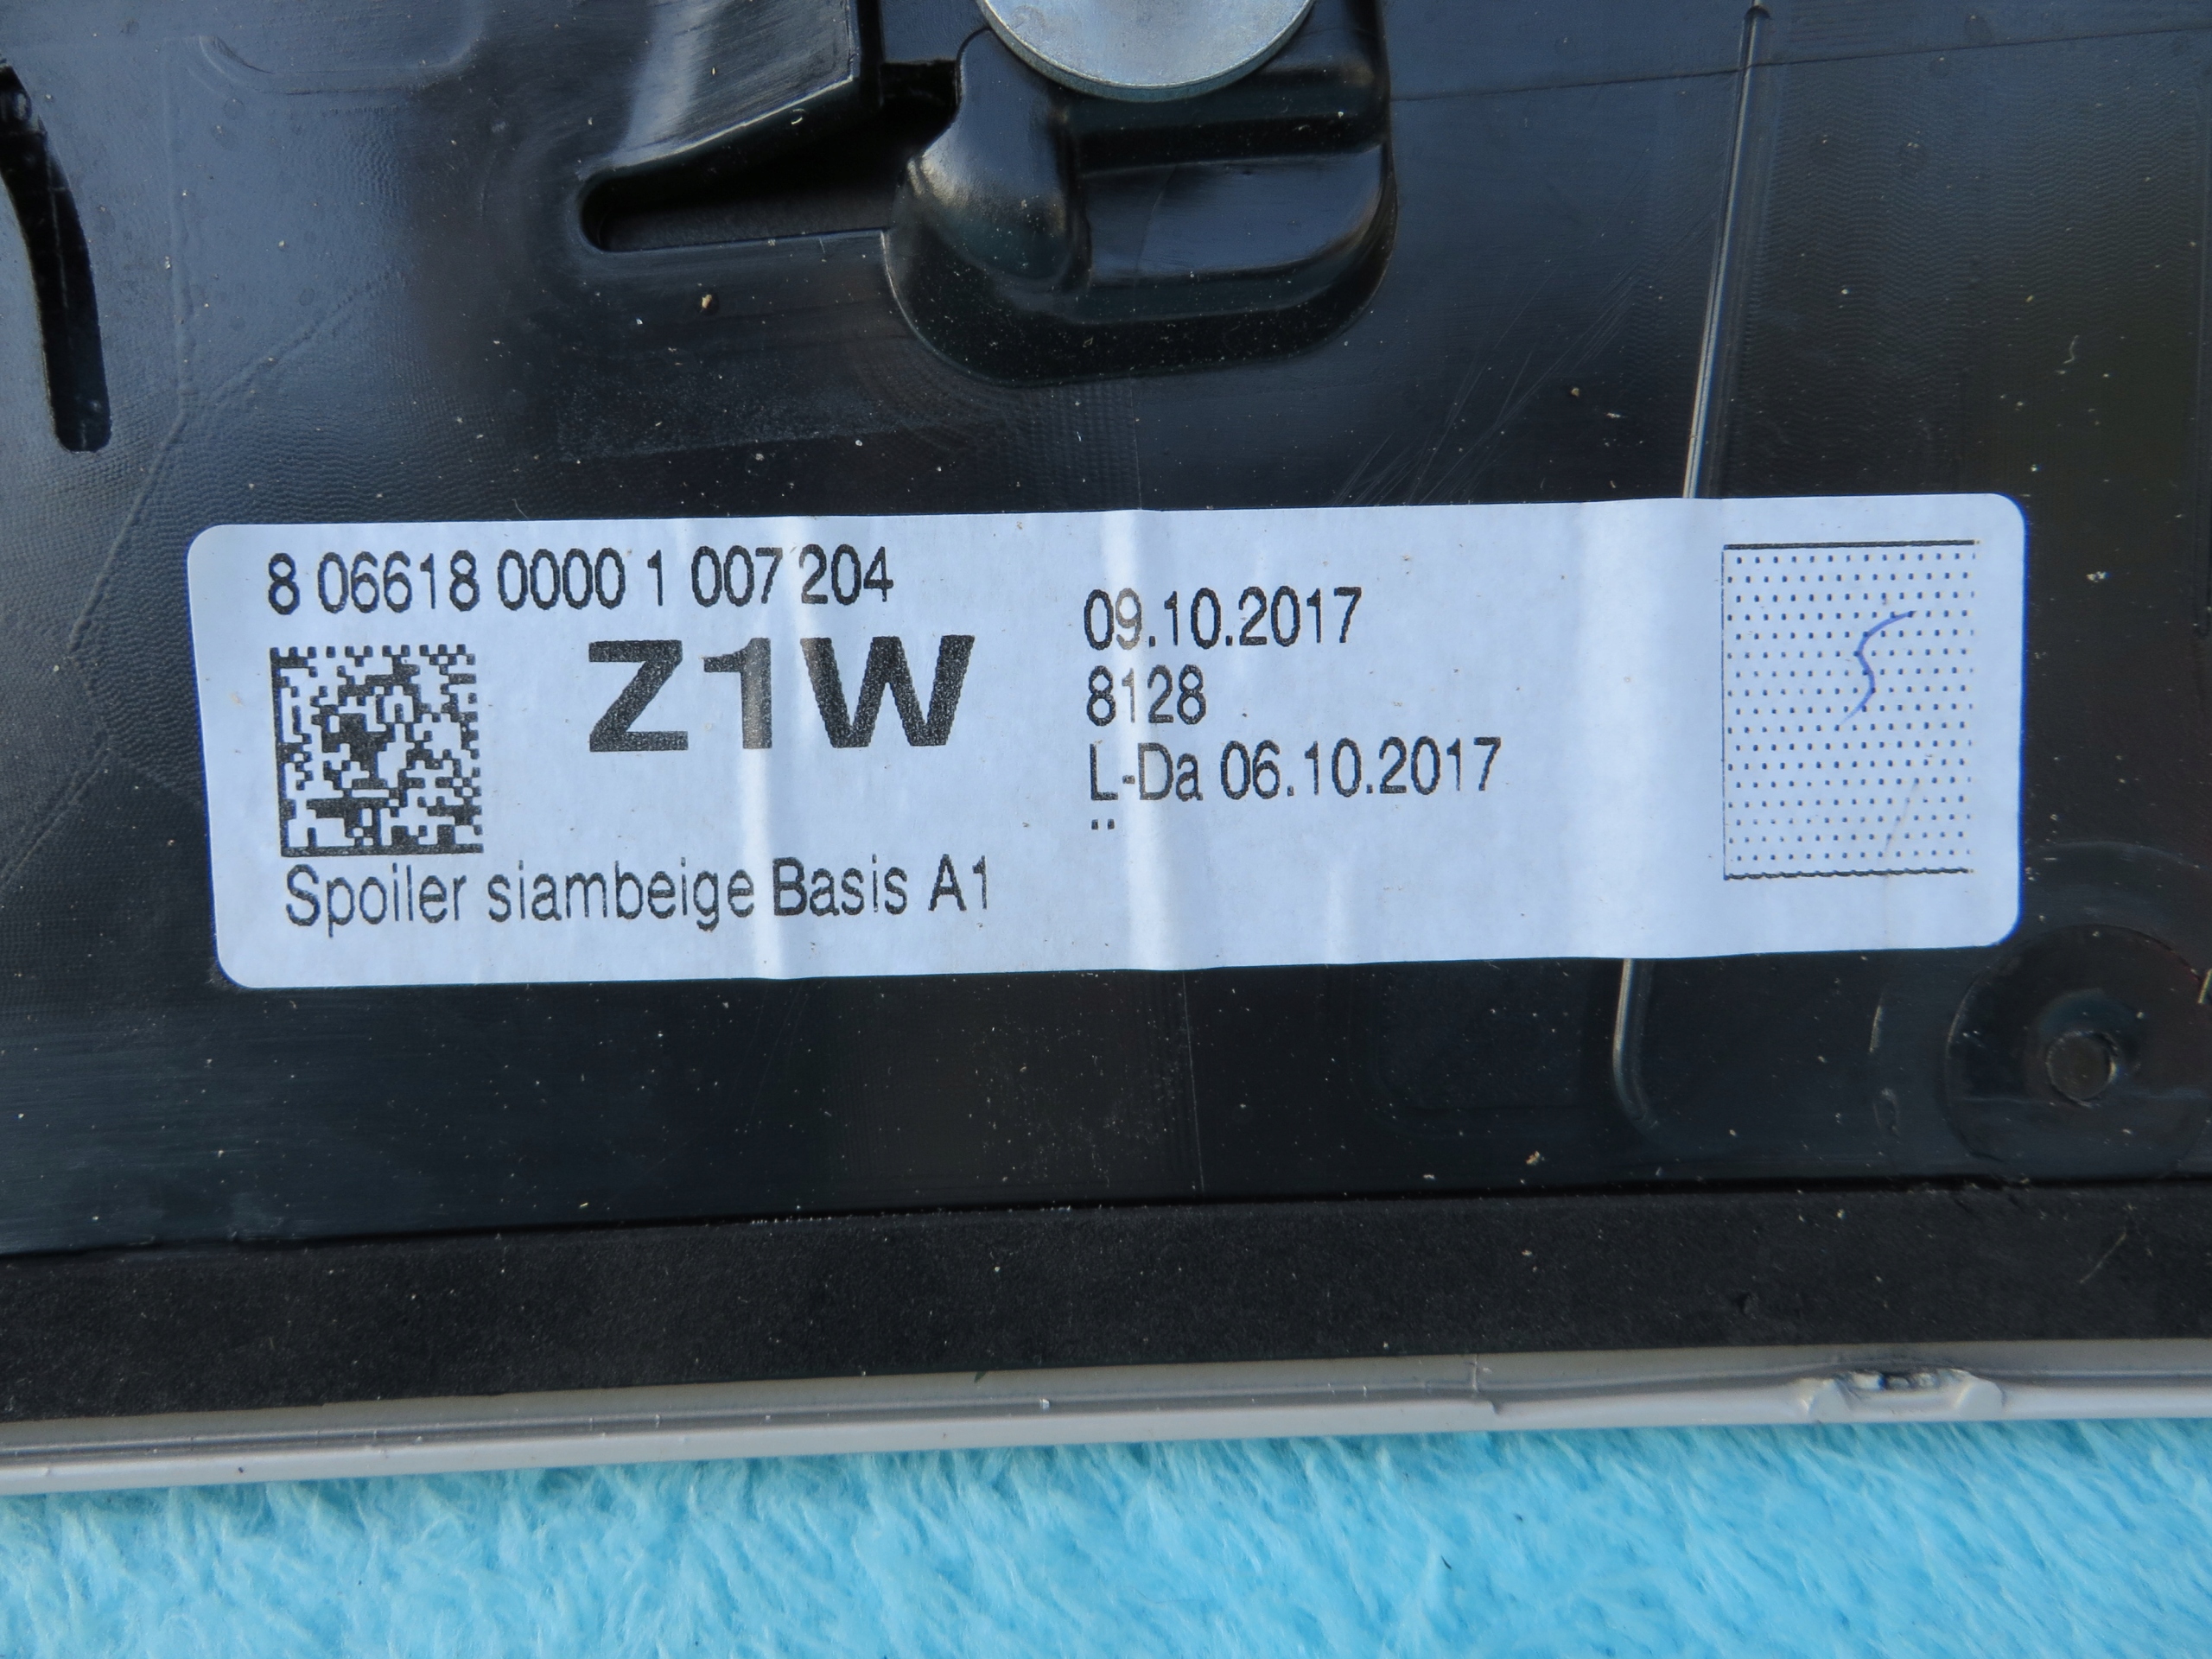 8 06618 0000 1 007 204
Z1W
Spoiler siambeige Basis A1
09.10.2017
8128
L-Da 06.10.2017